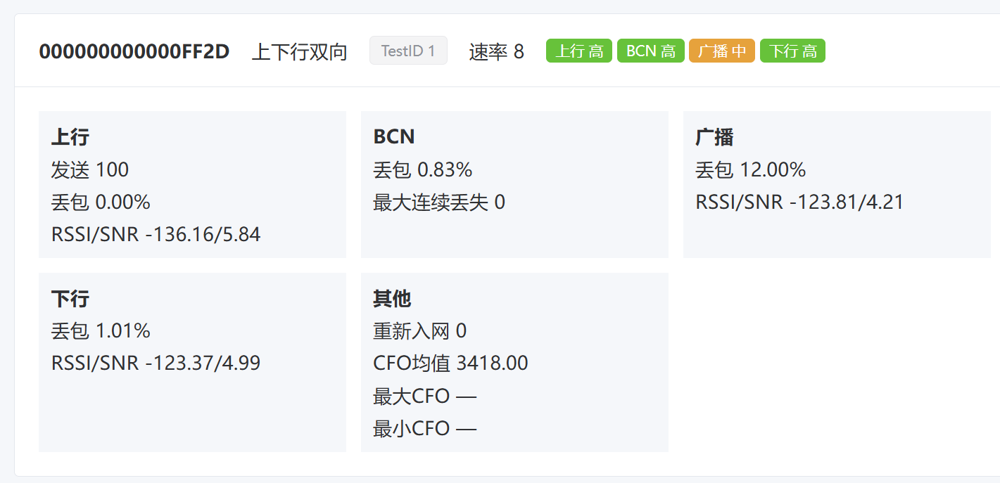 000000000000FF2D 上下行双向 TestID 1 速率 8 上行 高 BCN 高 广播 中 下行 高
上行
发送 100
丢包 0.00%
RSSI/SNR -136.16/5.84
BCN
丢包 0.83%
最大连续丢失 0
广播
丢包 12.00%
RSSI/SNR -123.81/4.21
下行
丢包 1.01%
RSSI/SNR -123.37/4.99
其他
重新入网 0
CFO均值 3418.00
最大CFO —
最小CFO —